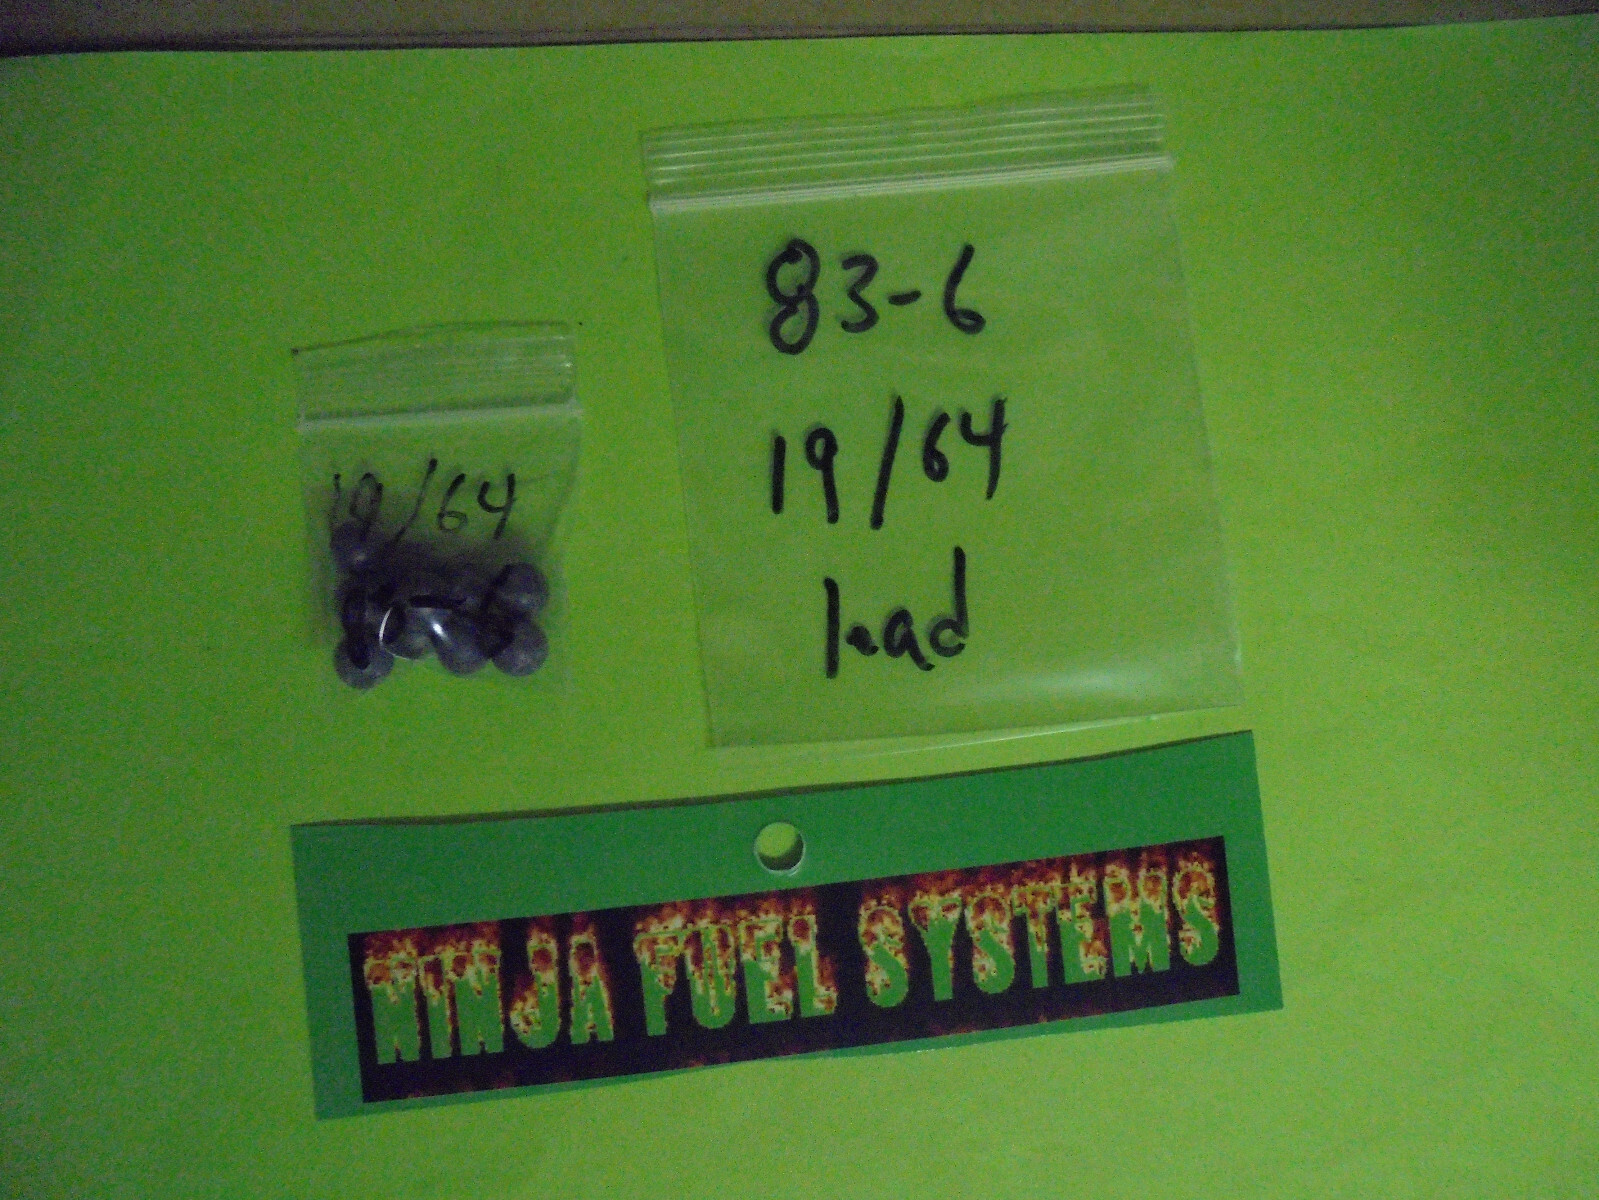 19/64
83-6
19/64
lead
NINJA FUEL SYSTEMS